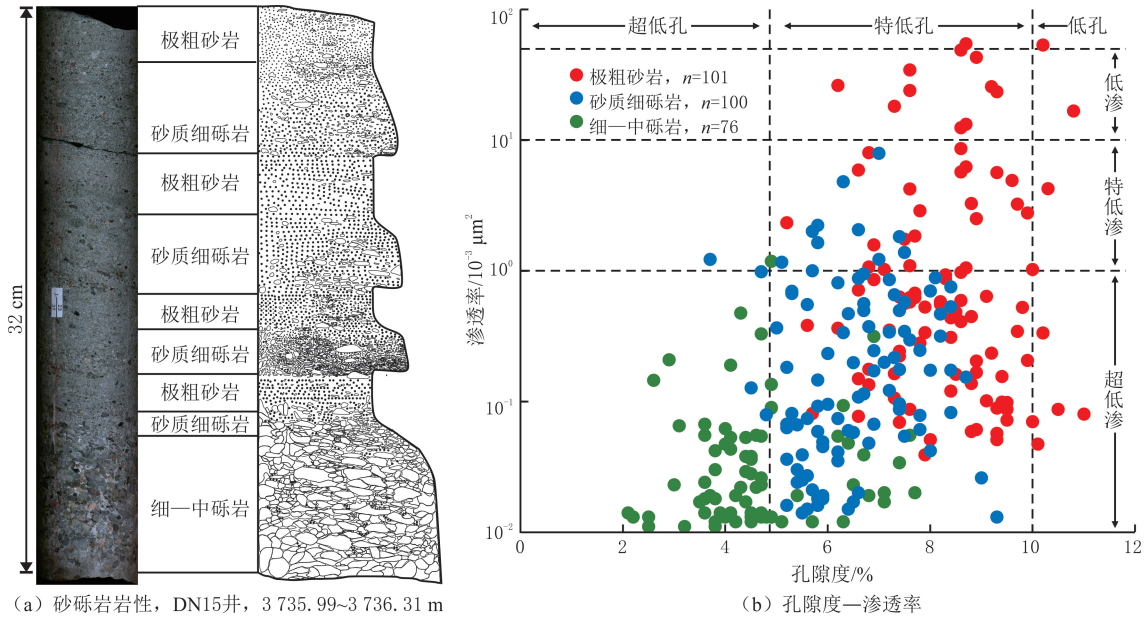 32 cm
极粗砂岩
砂质细砾岩
极粗砂岩
砂质细砾岩
极粗砂岩
砂质细砾岩
极粗砂岩
砂质细砾岩
细—中砾岩
（a）砂砾岩岩性，DN15井，3 735.99~3 736.31 m
超低孔
特低孔
低孔
极粗砂岩，n=101
砂质细砾岩，n=100
细—中砾岩，n=76
低渗
特低渗
超低渗
渗透率/10⁻³ μm²
10²
10¹
10⁰
10⁻¹
10⁻²
0 2 4 6 8 10 12
孔隙度/%
（b）孔隙度—渗透率